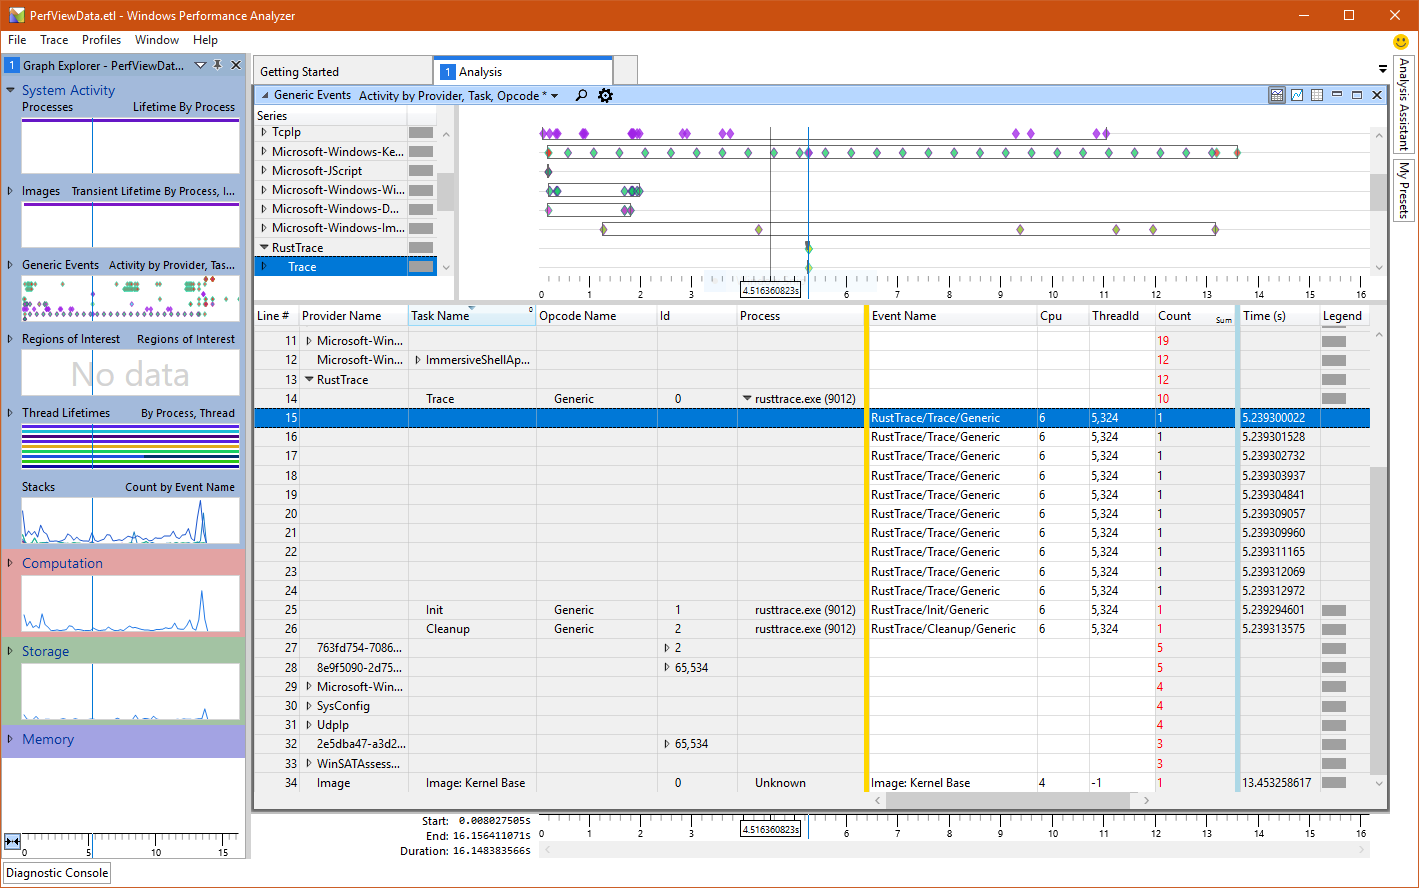 PerfViewData.etl - Windows Performance Analyzer
File Trace Profiles Window Help
1 Graph Explorer - PerfViewDat...
System Activity
Processes Lifetime By Process
Images Transient Lifetime By Process, I...
Generic Events Activity by Provider, Tas...
Regions of Interest Regions of Interest
No data
Thread Lifetimes By Process, Thread
Stacks Count by Event Name
Computation
Storage
Memory
0 5 10 15
Diagnostic Console
Getting Started
1 Analysis
Generic Events Activity by Provider, Task, Opcode *
Series
TcpIp
Microsoft-Windows-Ke...
Microsoft-JScript
Microsoft-Windows-Wi...
Microsoft-Windows-D...
Microsoft-Windows-Im...
RustTrace
Trace
0 1 2 3 4.516360823s 6 7 8 9 10 11 12 13 14 15 16
Line # Provider Name Task Name 0 Opcode Name Id Process Event Name Cpu ThreadId Count Sum Time (s) Legend
11 Microsoft-Win... 19
12 Microsoft-Win... ImmersiveShellAp... 12
13 RustTrace 12
14 Trace Generic 0 rusttrace.exe (9012) 10
15 RustTrace/Trace/Generic 6 5,324 1 5.239300022
16 RustTrace/Trace/Generic 6 5,324 1 5.239301528
17 RustTrace/Trace/Generic 6 5,324 1 5.239302732
18 RustTrace/Trace/Generic 6 5,324 1 5.239303937
19 RustTrace/Trace/Generic 6 5,324 1 5.239304841
20 RustTrace/Trace/Generic 6 5,324 1 5.239309057
21 RustTrace/Trace/Generic 6 5,324 1 5.239309960
22 RustTrace/Trace/Generic 6 5,324 1 5.239311165
23 RustTrace/Trace/Generic 6 5,324 1 5.239312069
24 RustTrace/Trace/Generic 6 5,324 1 5.239312972
25 Init Generic 1 rusttrace.exe (9012) RustTrace/Init/Generic 6 5,324 1 5.239294601
26 Cleanup Generic 2 rusttrace.exe (9012) RustTrace/Cleanup/Generic 6 5,324 1 5.239313575
27 763fd754-7086... 2 5
28 8e9f5090-2d75... 65,534 5
29 Microsoft-Win... 4
30 SysConfig 4
31 UdpIp 4
32 2e5dba47-a3d2... 65,534 3
33 WinSATAssess... 3
34 Image Image: Kernel Base 0 Unknown Image: Kernel Base 4 -1 1 13.453258617
Start: 0.008027505s
End: 16.156411071s
Duration: 16.148383566s
0 1 2 3 4.516360823s 6 7 8 9 10 11 12 13 14 15 16
Analysis Assistant
My Presets